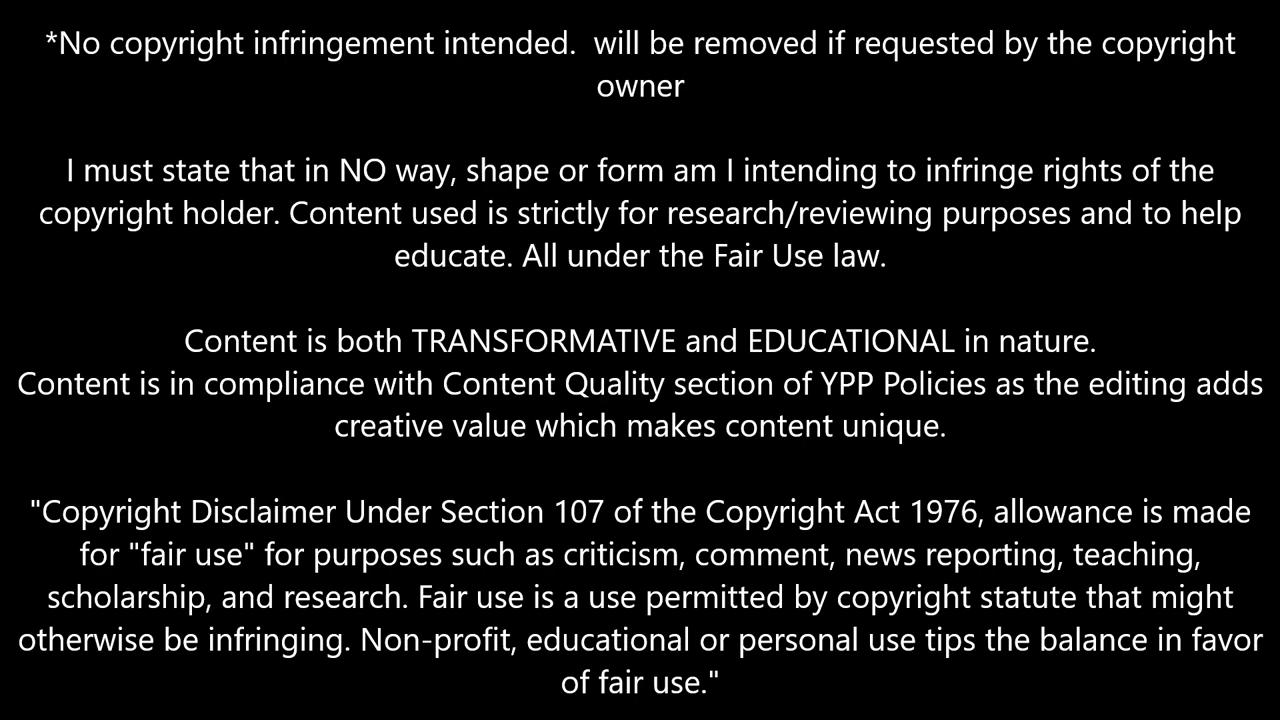 *No copyright infringement intended.  will be removed if requested by the copyright
owner
I must state that in NO way, shape or form am I intending to infringe rights of the
copyright holder. Content used is strictly for research/reviewing purposes and to help
educate. All under the Fair Use law.
Content is both TRANSFORMATIVE and EDUCATIONAL in nature.
Content is in compliance with Content Quality section of YPP Policies as the editing adds
creative value which makes content unique.
"Copyright Disclaimer Under Section 107 of the Copyright Act 1976, allowance is made
for "fair use" for purposes such as criticism, comment, news reporting, teaching,
scholarship, and research. Fair use is a use permitted by copyright statute that might
otherwise be infringing. Non-profit, educational or personal use tips the balance in favor
of fair use."